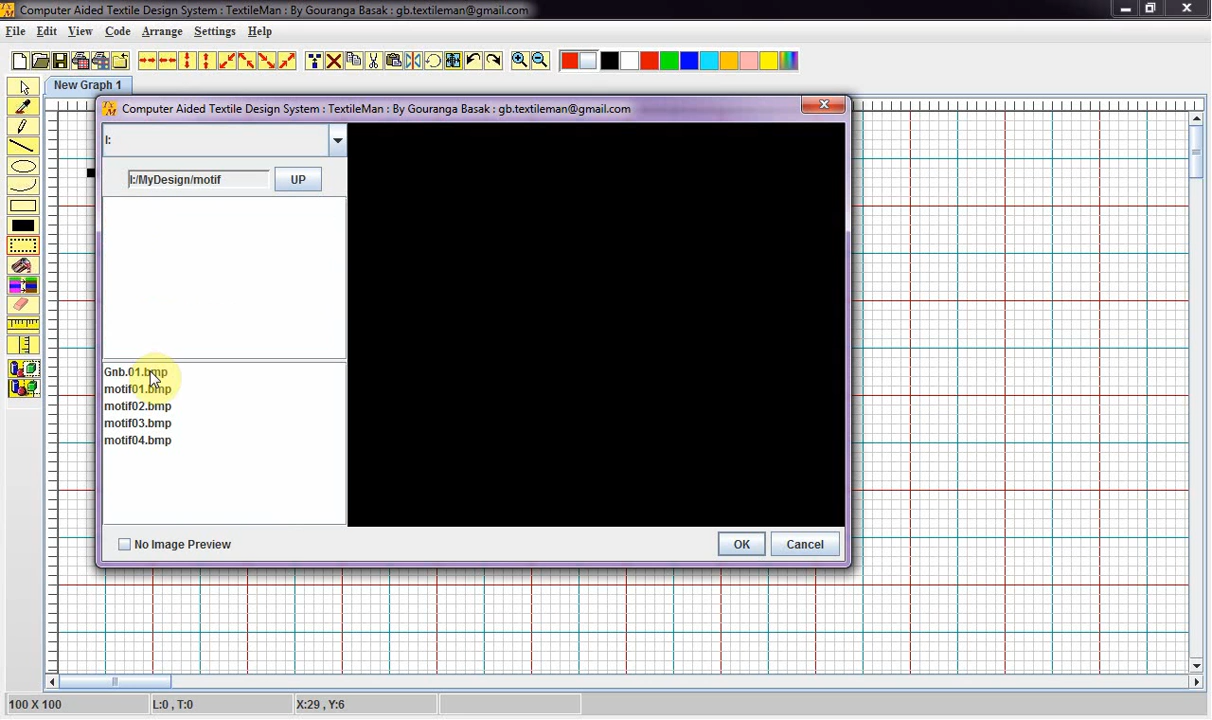 Computer Aided Textile Design System : TextileMan : By Gouranga Basak : gb.textileman@gmail.com
File Edit View Code Arrange Settings Help
New Graph 1
Computer Aided Textile Design System : TextileMan : By Gouranga Basak : gb.textileman@gmail.com
I:
I:/MyDesign/motif UP
Gnb.01.bmp
motif01.bmp
motif02.bmp
motif03.bmp
motif04.bmp
No Image Preview OK Cancel
100 X 100 L:0 , T:0 X:29 , Y:6